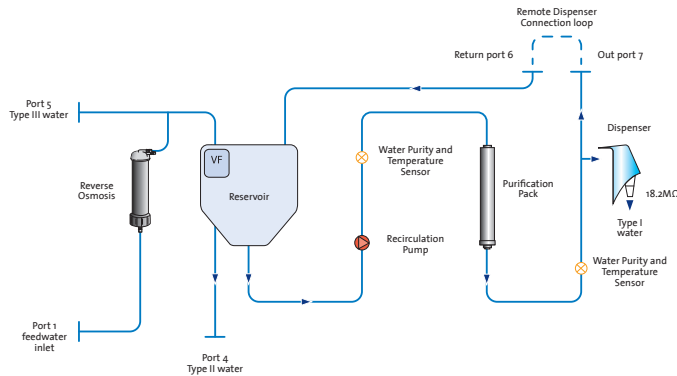 Remote Dispenser
Connection loop
Return port 6
Out port 7
Port 5
Type III water
Dispenser
VF
Water Purity and
Temperature
Sensor
Reverse
Osmosis
Reservoir
Purification
Pack
18.2MΩ
Type I
water
Recirculation
Pump
Water Purity and
Temperature
Sensor
Port 1
feedwater
inlet
Port 4
Type II water